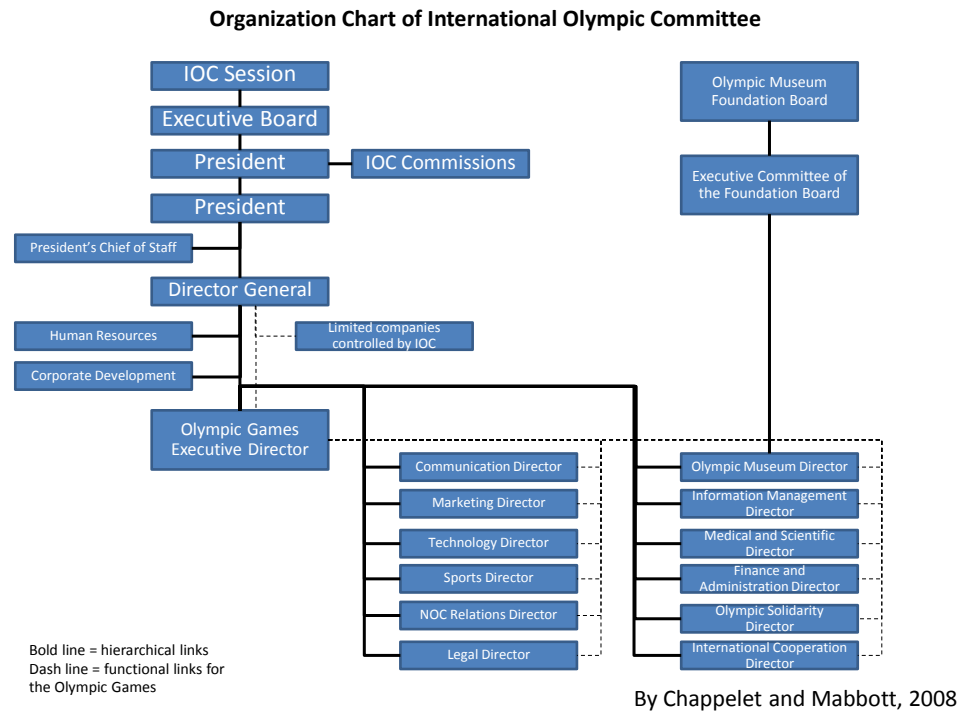 Organization Chart of International Olympic Committee
IOC Session
Executive Board
President
IOC Commissions
President
President's Chief of Staff
Director General
Human Resources
Limited companies
controlled by IOC
Corporate Development
Olympic Games
Executive Director
Olympic Museum
Foundation Board
Executive Committee of
the Foundation Board
Communication Director
Marketing Director
Technology Director
Sports Director
NOC Relations Director
Legal Director
Olympic Museum Director
Information Management
Director
Medical and Scientific
Director
Finance and
Administration Director
Olympic Solidarity
Director
International Cooperation
Director
Bold line = hierarchical links
Dash line = functional links for
the Olympic Games
By Chappelet and Mabbott, 2008